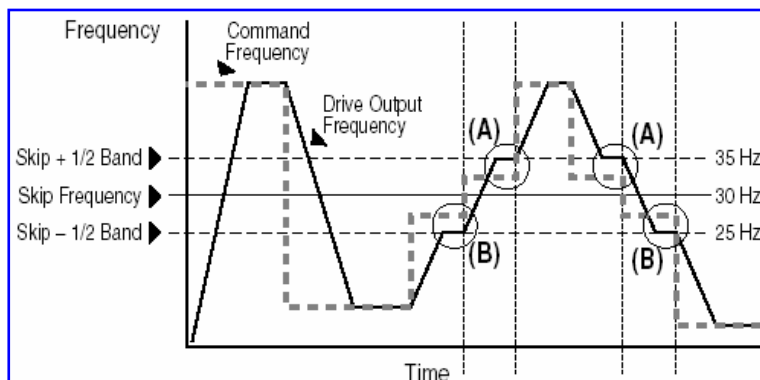 Frequency
Command
Frequency
Drive Output
Frequency
(A)
(A)
Skip + 1/2 Band
35 Hz
Skip Frequency
30 Hz
Skip – 1/2 Band
25 Hz
(B)
(B)
Time